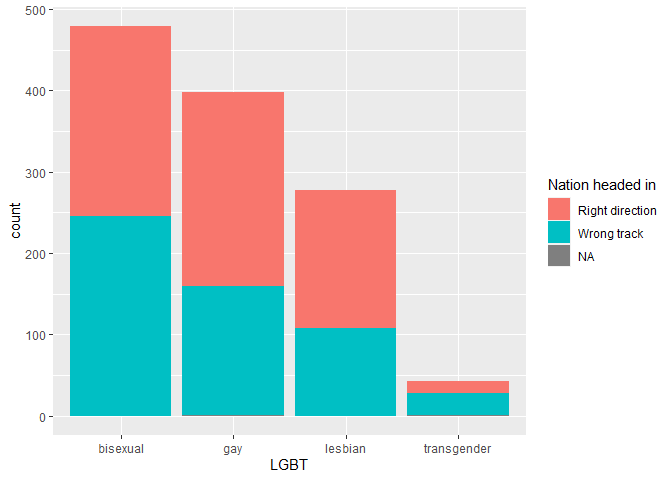 500
400
300
200
100
0
count
bisexual
gay
lesbian
transgender
LGBT
Nation headed in
Right direction
Wrong track
NA